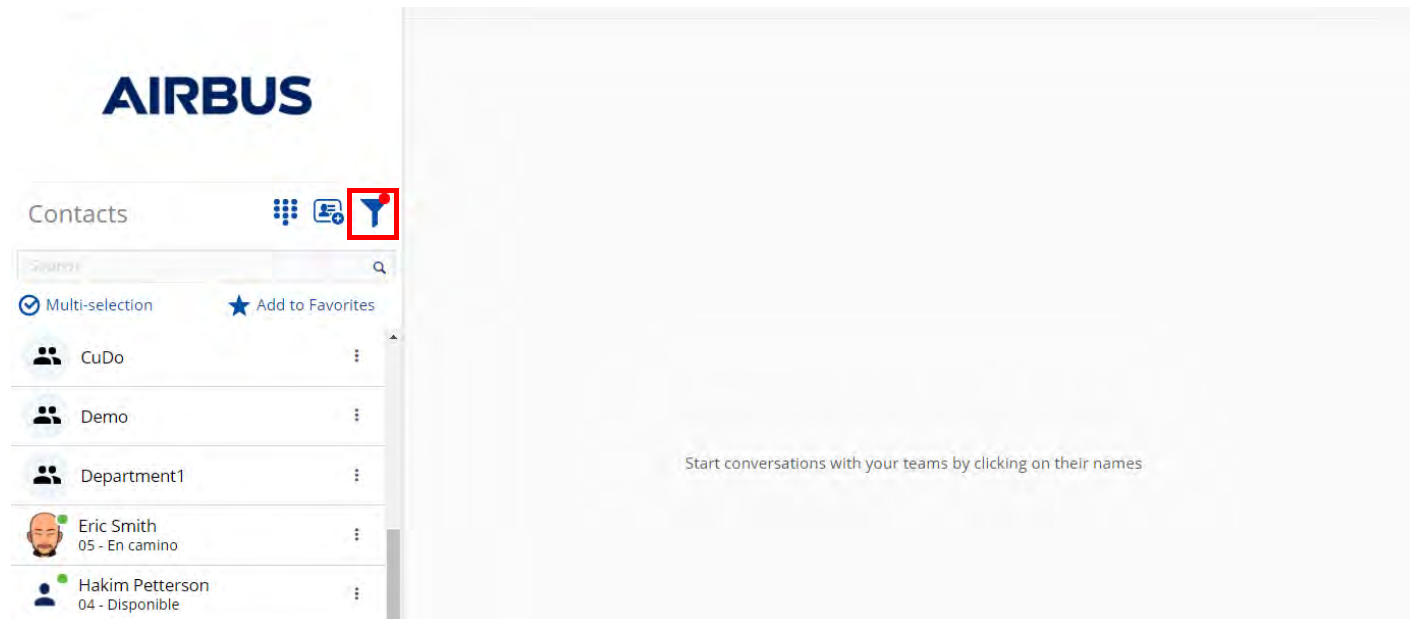 AIRBUS
Contacts
Search
Multi-selection
Add to Favorites
CuDo
Demo
Department1
Eric Smith
05 - En camino
Hakim Petterson
04 - Disponible
Start conversations with your teams by clicking on their names